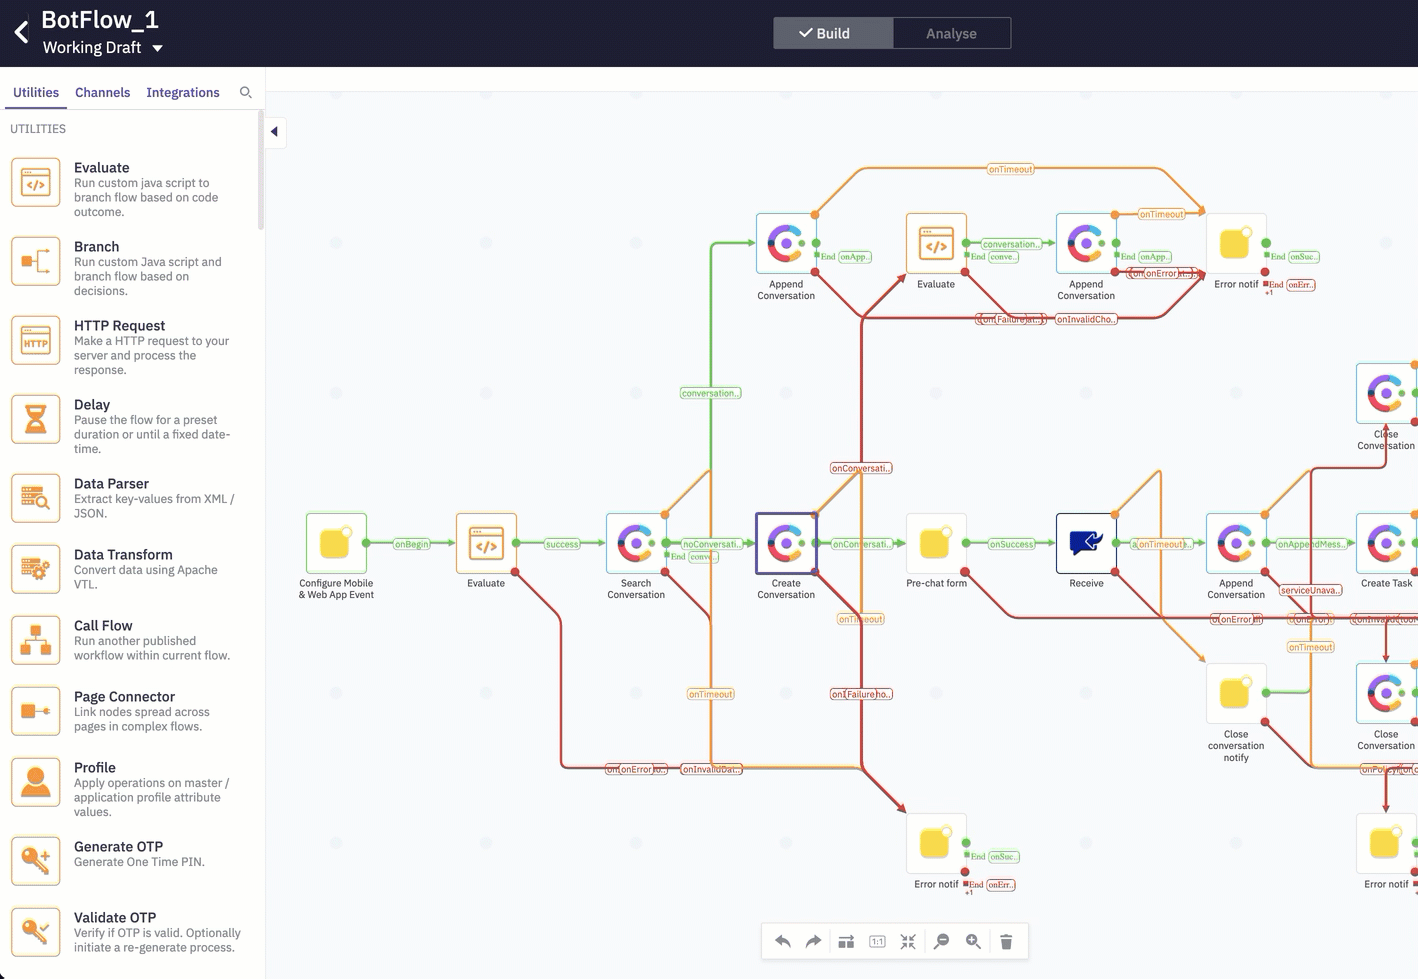 BotFlow_1
Working Draft
Build
Analyse
Utilities
Channels
Integrations
UTILITIES
Evaluate
Run custom java script to
branch flow based on code
outcome.
Branch
Run custom Java script and
branch flow based on
decisions.
HTTP
HTTP Request
Make a HTTP request to your
server and process the
response.
Delay
Pause the flow for a preset
duration or until a fixed date-
time.
Data Parser
Extract key-values from XML /
JSON.
Data Transform
Convert data using Apache
VTL.
Call Flow
Run another published
workflow within current flow.
Page Connector
Link nodes spread across
pages in complex flows.
Profile
Apply operations on master /
application profile attribute
values.
Generate OTP
Generate One Time PIN.
Validate OTP
Verify if OTP is valid. Optionally
initiate a re-generate process.
onTimeout
onTimeout
conversation..
End onApp..
End conve..
End onApp..
End onSuc..
onError
Append
Conversation
Evaluate
Append
Conversation
Error notif
End onErr..
+1
Failure
onInvalidCho..
conversation..
Close
Conversation
onConversati..
onBegin
success
noConversati..
End conve..
onConversati..
onSuccess
onTimeout
onAppendMess..
Configure Mobile
& Web App Event
Evaluate
Search
Conversation
Create
Conversation
Pre-chat form
Receive
Append
Conversation
Create Task
serviceUnava..
onTimeout
onError
onError
onTimeout
onTimeout
Failure
Close
conversation
notify
Close
Conversation
onError
onInvalidDat..
End onSuc..
Error notif
End onErr..
+1
Error notif
1:1